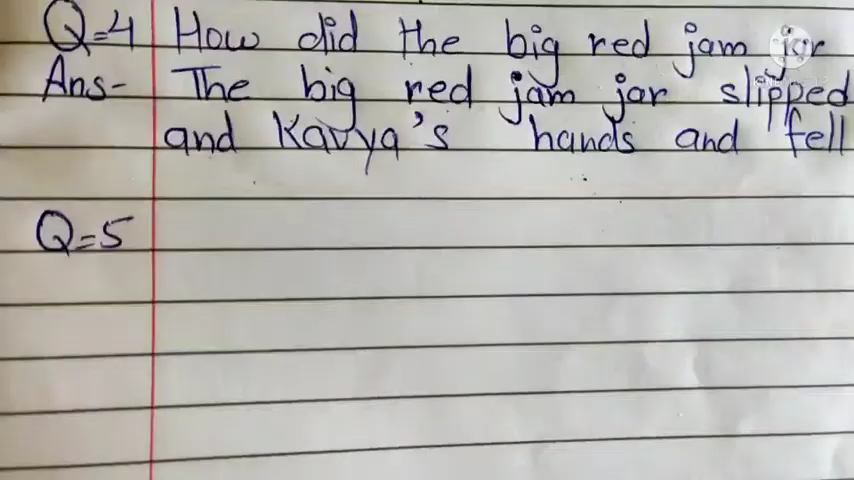 Q=4 How did the big red jam jar
Ans- The big red jam jar slipped
and Kavya's hands and fell
Q=5